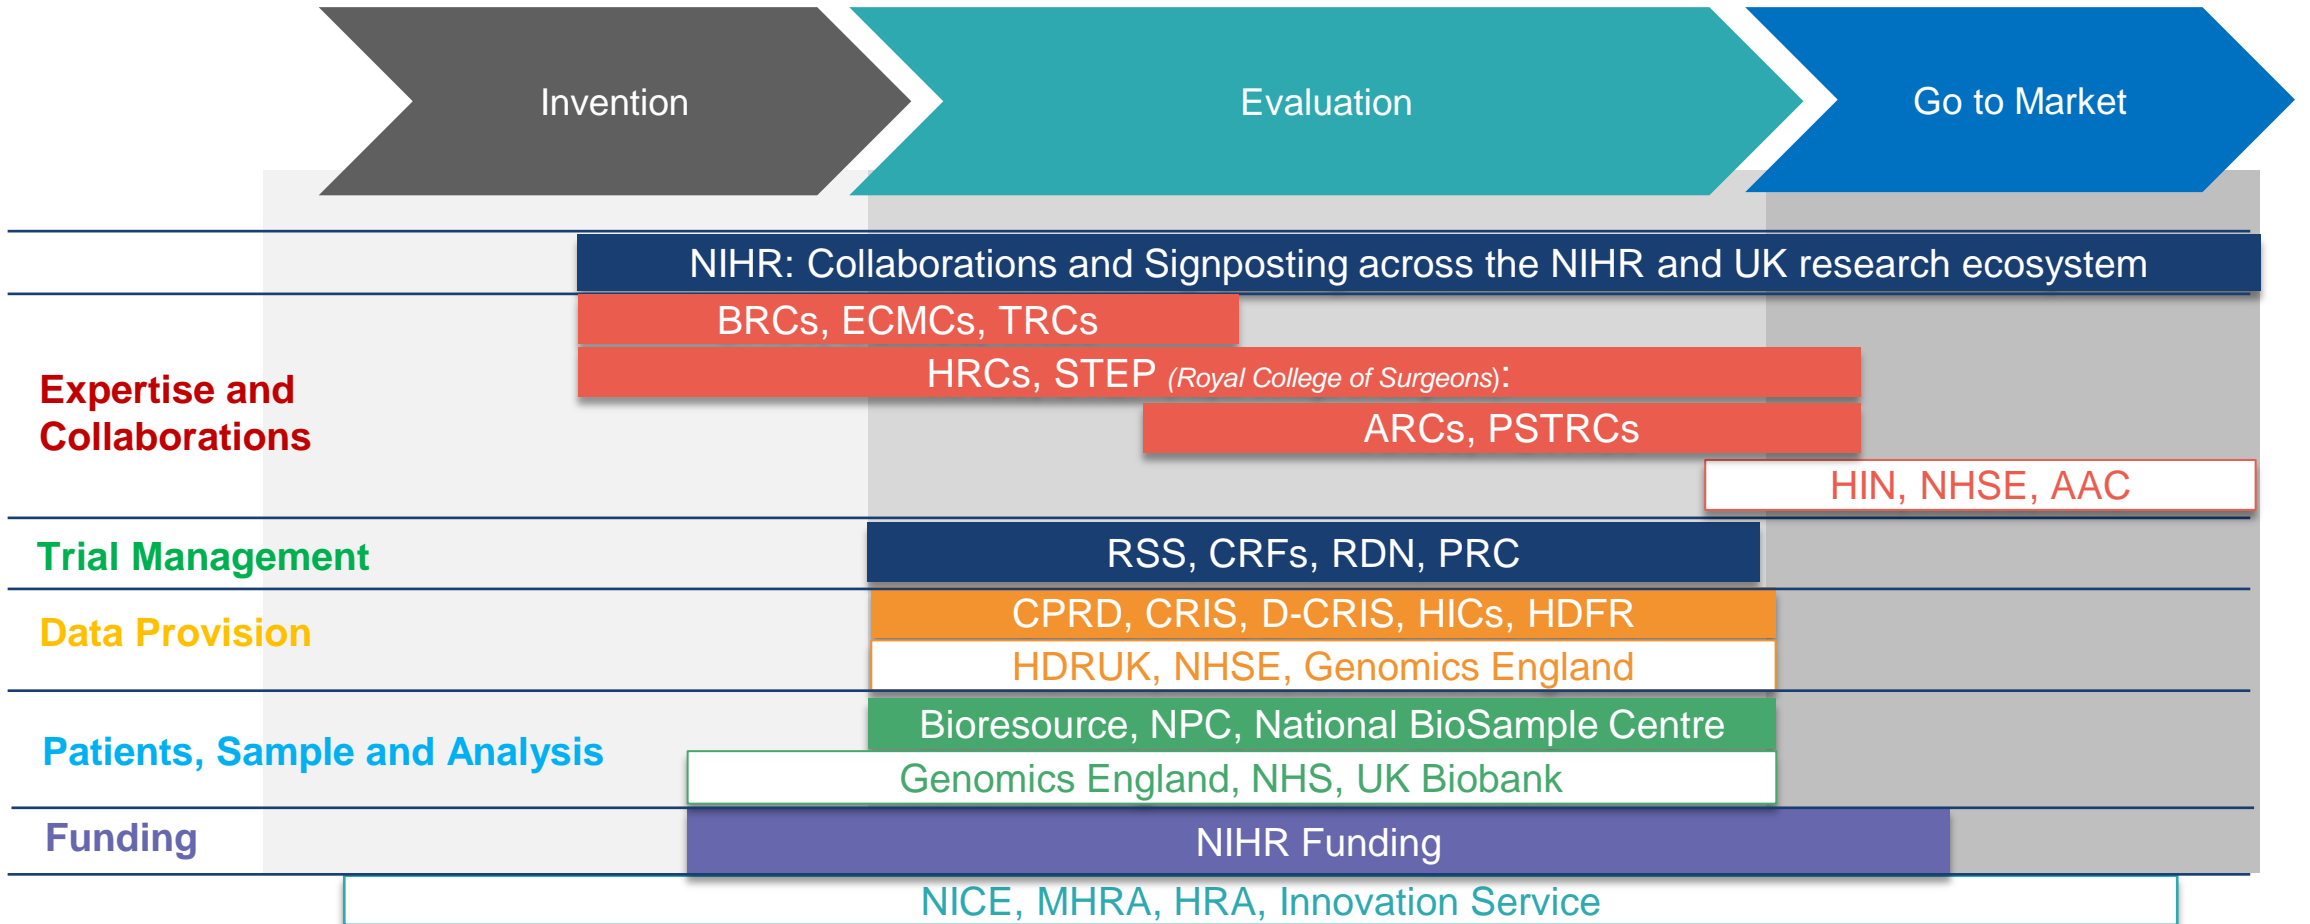 Invention
Evaluation
Go to Market
NIHR: Collaborations and Signposting across the NIHR and UK research ecosystem
Expertise and
Collaborations
BRCs, ECMCs, TRCs
HRCs, STEP (Royal College of Surgeons):
ARCs, PSTRCs
HIN, NHSE, AAC
Trial Management
RSS, CRFs, RDN, PRC
Data Provision
CPRD, CRIS, D-CRIS, HICs, HDFR
HDRUK, NHSE, Genomics England
Patients, Sample and Analysis
Bioresource, NPC, National BioSample Centre
Genomics England, NHS, UK Biobank
Funding
NIHR Funding
NICE, MHRA, HRA, Innovation Service